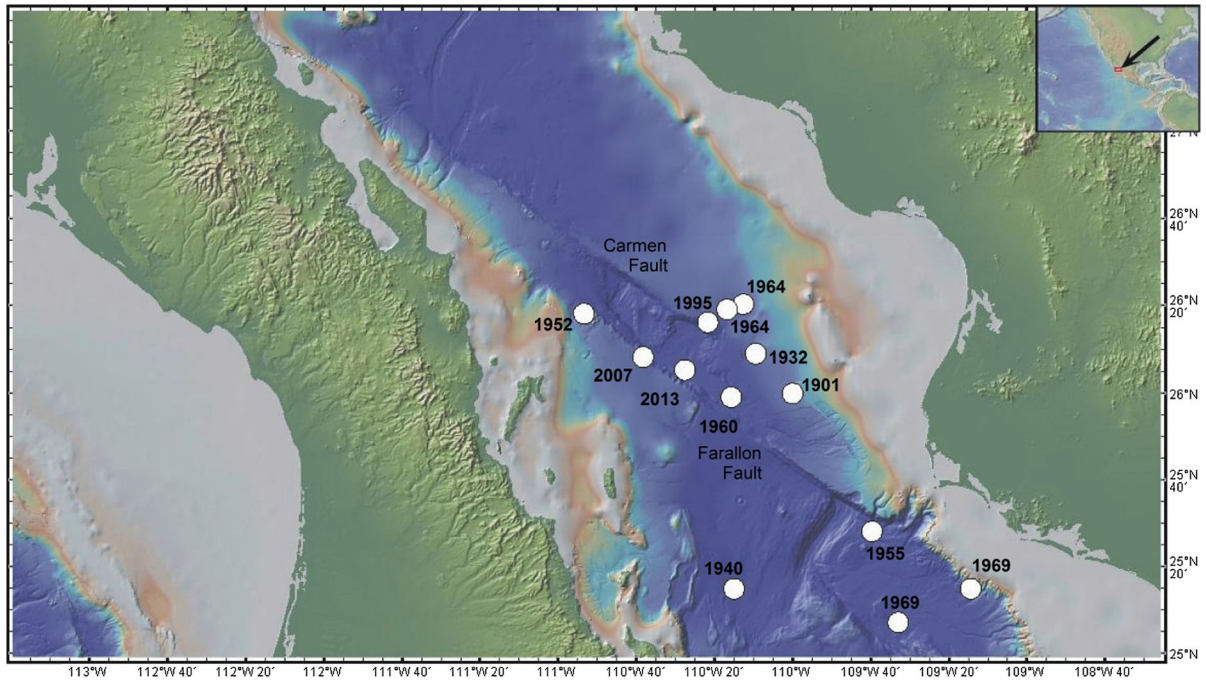 27°N
26°N
40´
Carmen
Fault
1964
1995
26°N
20´
1952
1964
1932
2007
1901
2013
26°N
1960
Farallon
Fault
25°N
40´
1955
1940
1969
25°N
20´
1969
25°N
113°W
112°W 40´
112°W 20´
112°W
111°W 40´
111°W 20´
111°W
110°W 40´
110°W 20´
110°W
109°W 40´
109°W 20´
109°W
108°W 40´